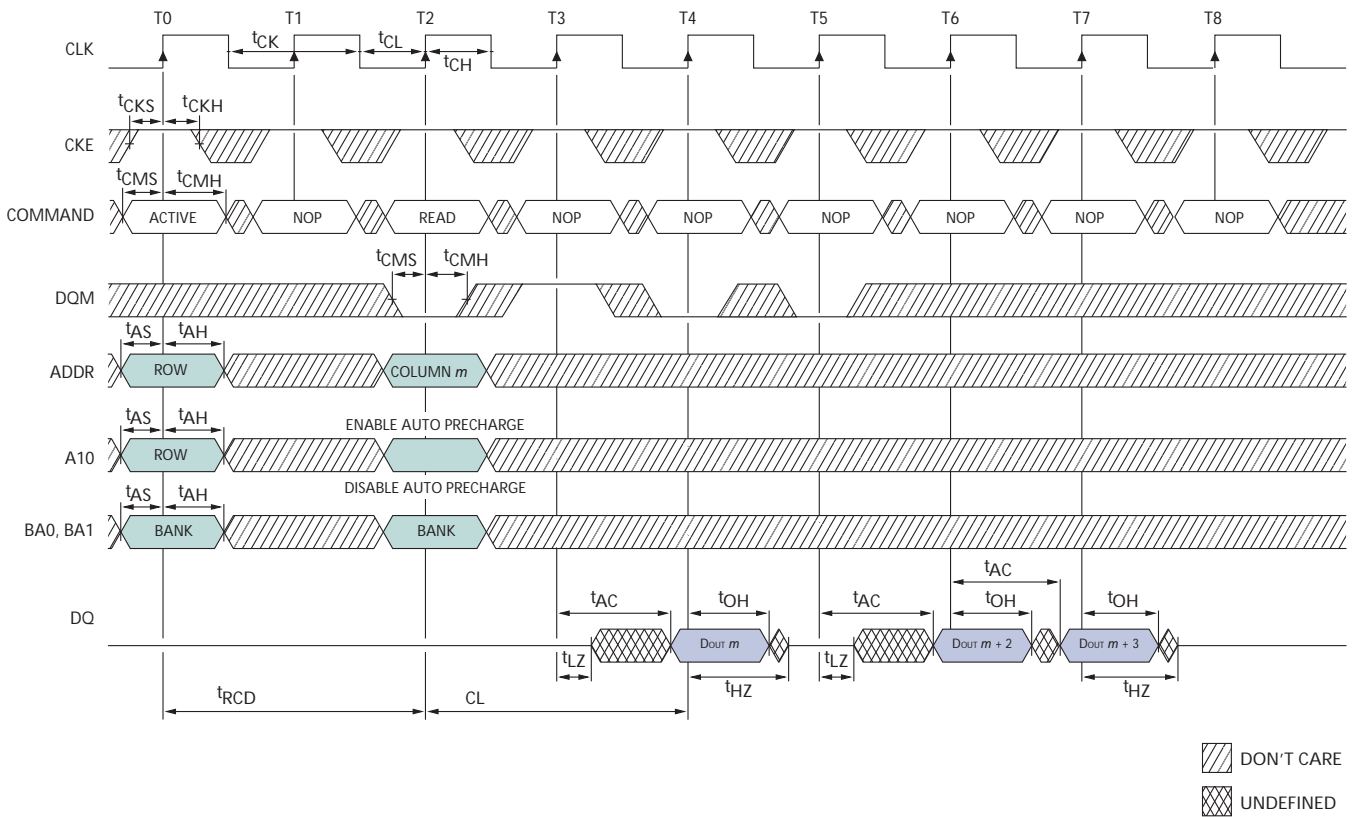 T0 T1 T2 T3 T4 T5 T6 T7 T8
CLK
tCK tCL
tCH
tCKS tCKH
CKE
tCMS tCMH
COMMAND ACTIVE NOP READ NOP NOP NOP NOP NOP NOP
tCMS tCMH
DQM
tAS tAH
ADDR ROW COLUMN m
tAS tAH ENABLE AUTO PRECHARGE
A10 ROW
DISABLE AUTO PRECHARGE
tAS tAH
BA0, BA1 BANK BANK
tAC
tAC tOH tAC tOH tOH
DQ
DOUT m DOUT m + 2 DOUT m + 3
tLZ tLZ
tHZ tHZ
tRCD CL
DON'T CARE
UNDEFINED